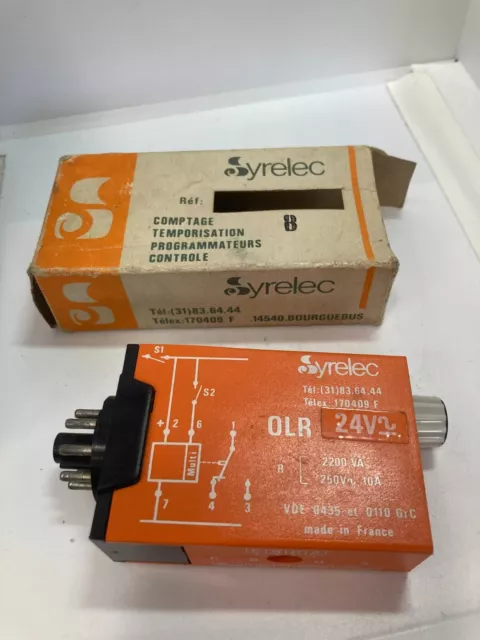 Syrelec
Réf:
8
COMPTAGE
TEMPORISATION
PROGRAMMATEURS
CONTROLE
Syrelec
Tél:(31)83.64.44
Télex:170409 F
14540.BOURGUEBUS
Syrelec
Tél:(31)83.64.44
Télex 170409 F
OLR 24V
R 2200 VA
250V~ 10A
VDE 0435 et 0110 GrC
made in France
S1
S2
+ 2 6 1
Multi
4 3
7